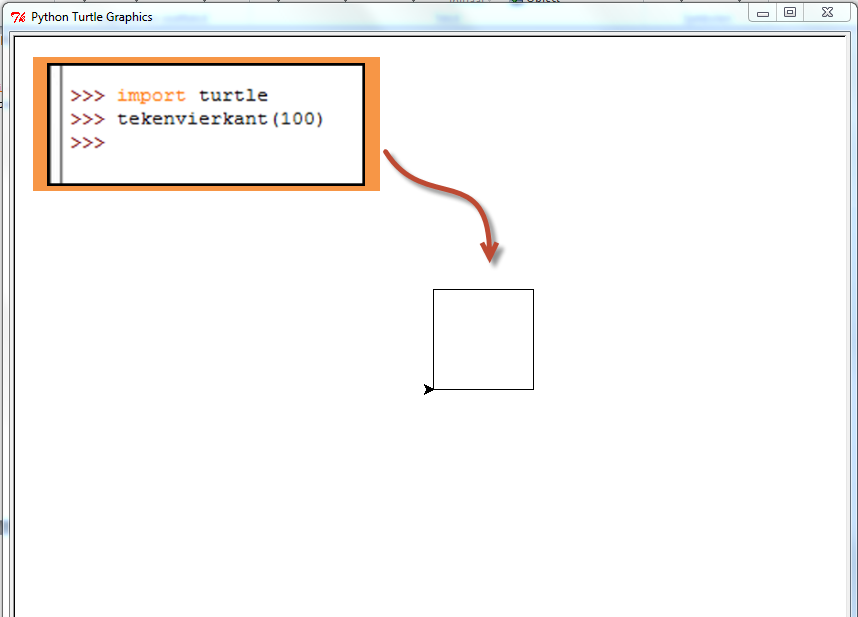 Python Turtle Graphics
>>> import turtle
>>> tekenvierkant(100)
>>>